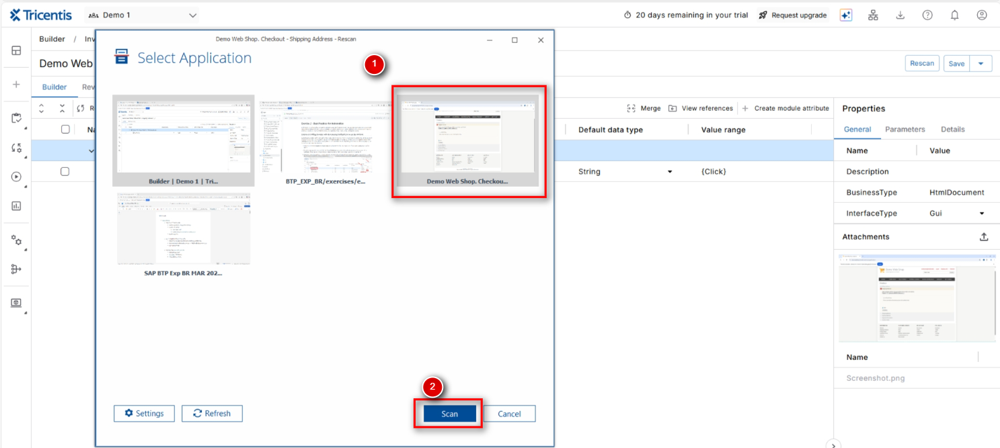 Tricentis
Demo 1
20 days remaining in your trial
Request upgrade
Builder / Inv
Demo Web Shop. Checkout - Shipping Address - Rescan
Select Application
1
Demo Web
Rescan
Save
Builder
Rev
R
Merge
View references
Create module attribute
Properties
General
Parameters
Details
Na
Default data type
Value range
Name
Value
String
{Click}
Description
BusinessType
HtmlDocument
InterfaceType
Gui
Attachments
Builder | Demo 1 | Tri...
BTP_EXP_BR/exercises/e...
Demo Web Shop. Checkou...
SAP BTP Exp BR MAR 202...
Name
Screenshot.png
2
Settings
Refresh
Scan
Cancel